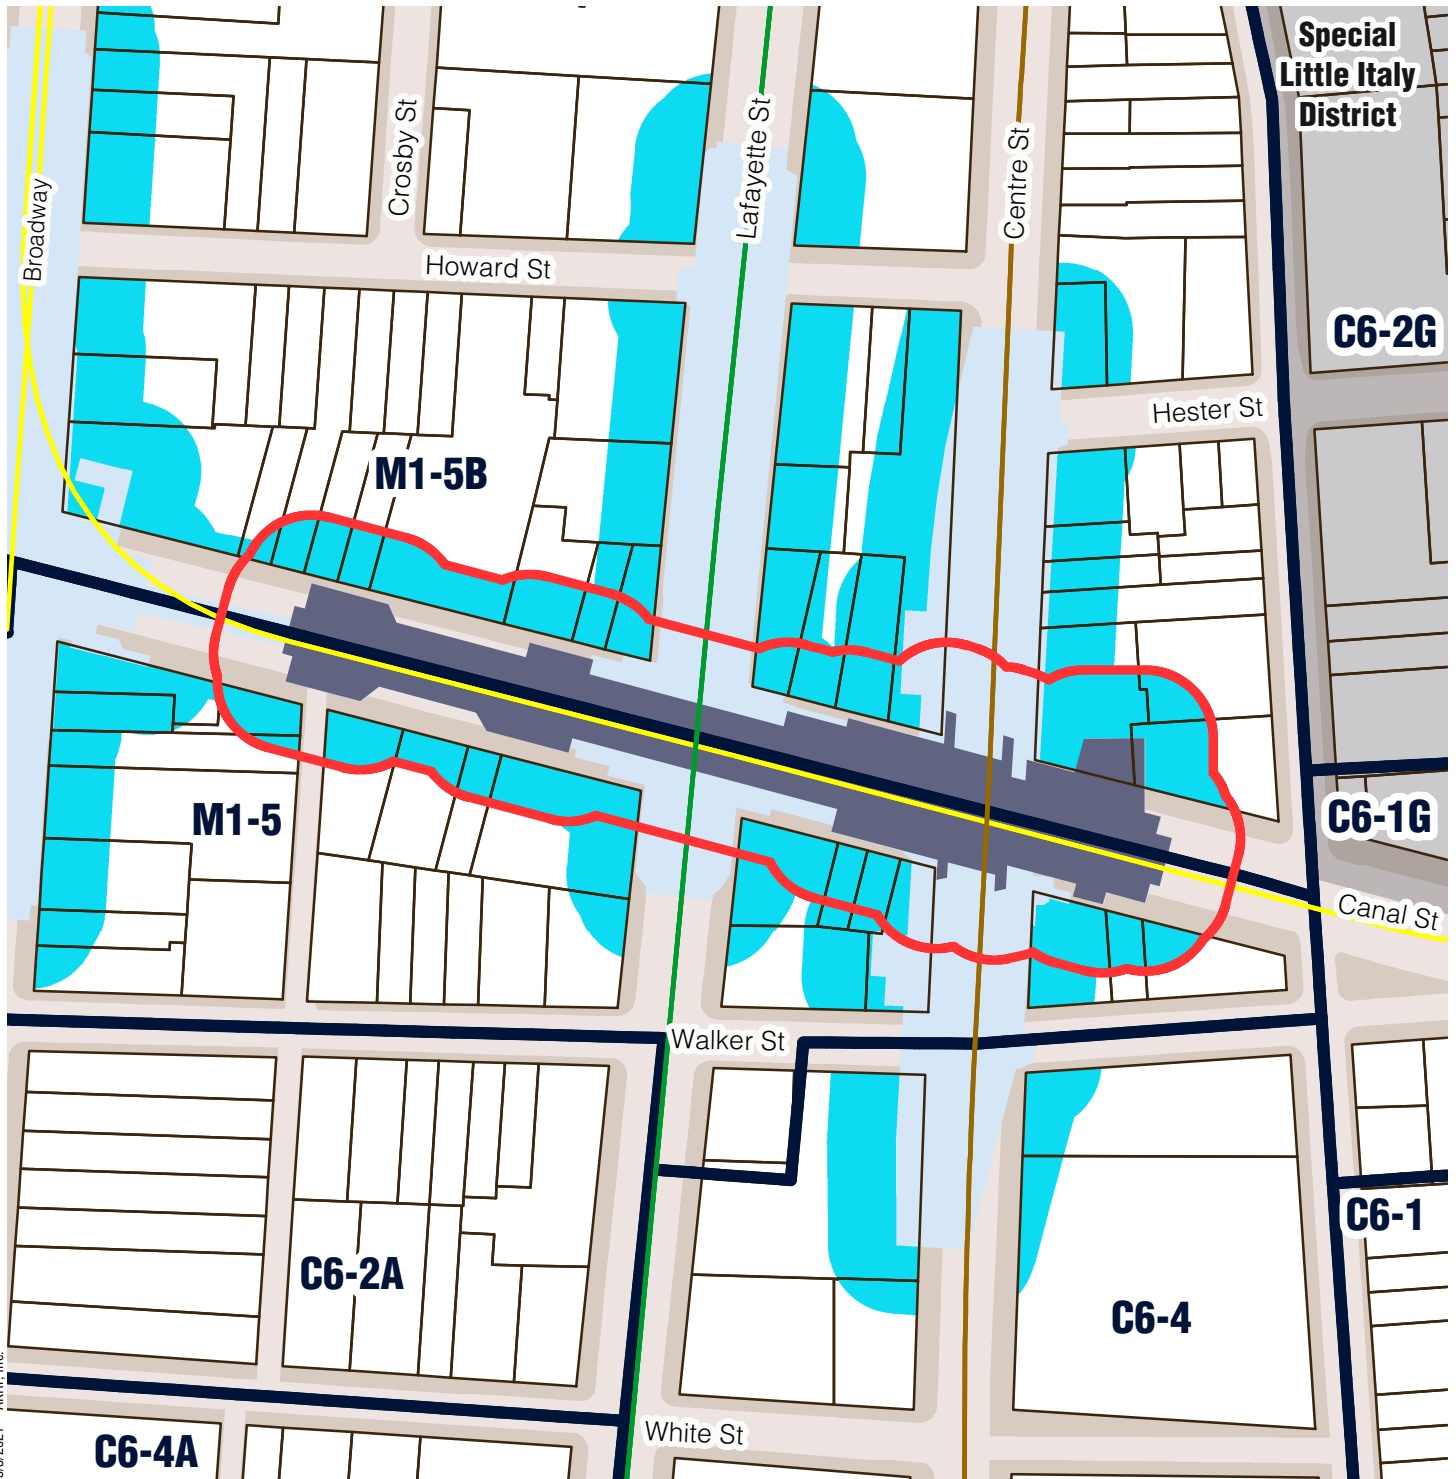 Special
Little Italy
District
Crosby St
Lafayette St
Centre St
Broadway
Howard St
C6-2G
Hester St
M1-5B
M1-5
C6-1G
Canal St
Walker St
C6-1
C6-2A
C6-4
White St
C6-4A